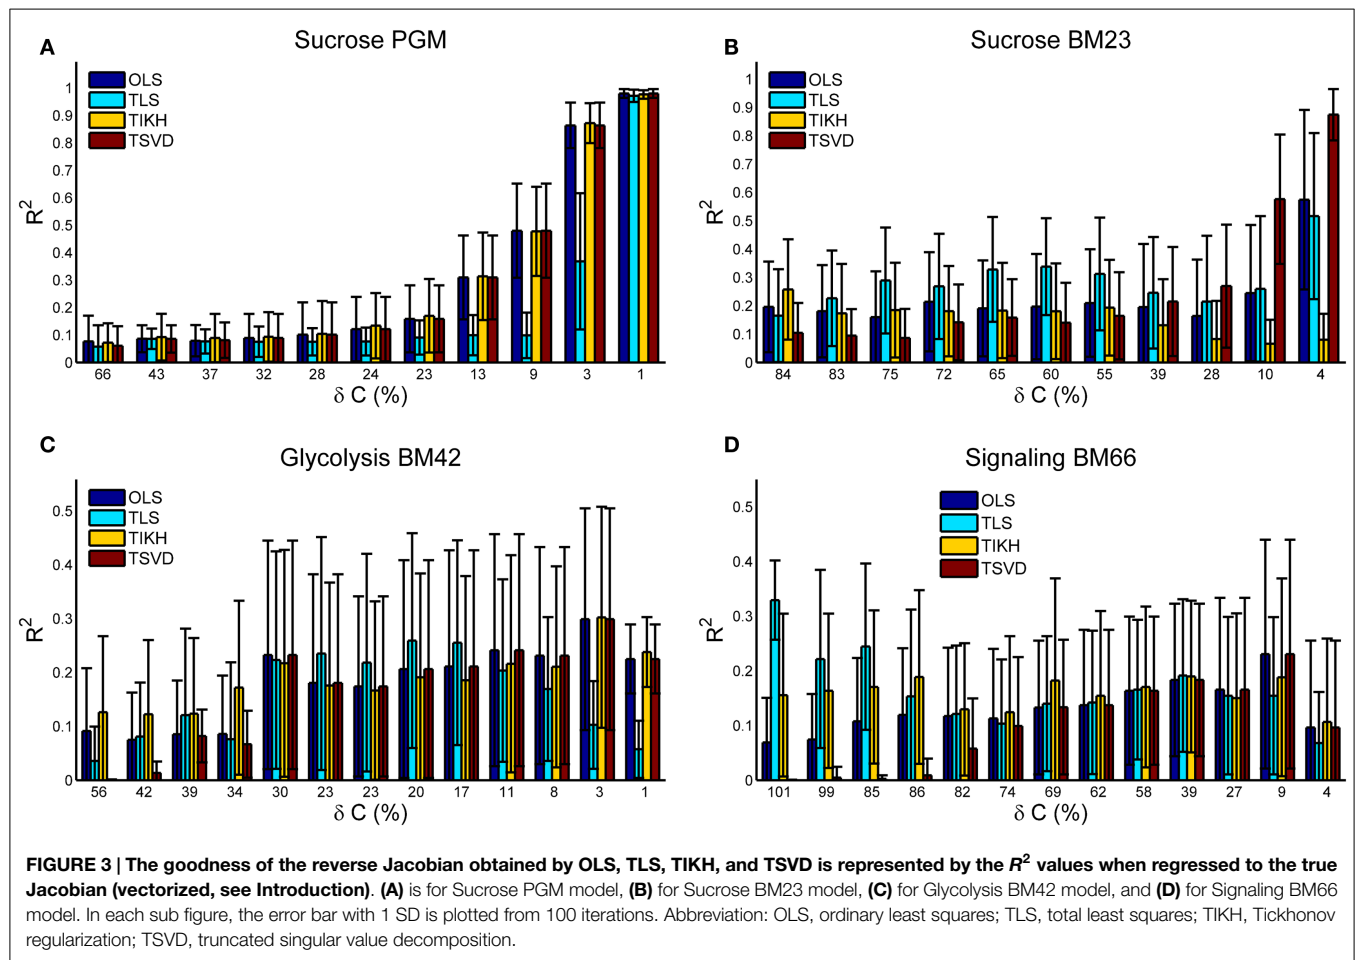 A
Sucrose PGM
OLS
TLS
TIKH
TSVD
1
0.9
0.8
0.7
0.6
0.5
0.4
0.3
0.2
0.1
0
R²
66 43 37 32 28 24 23 13 9 3 1
δ C (%)
B
Sucrose BM23
OLS
TLS
TIKH
TSVD
1
0.9
0.8
0.7
0.6
0.5
0.4
0.3
0.2
0.1
0
R²
84 83 75 72 65 60 55 39 28 10 4
δ C (%)
C
Glycolysis BM42
OLS
TLS
TIKH
TSVD
0.5
0.4
0.3
0.2
0.1
0
R²
56 42 39 34 30 23 23 20 17 11 8 3 1
δ C (%)
D
Signaling BM66
OLS
TLS
TIKH
TSVD
0.5
0.4
0.3
0.2
0.1
0
R²
101 99 85 86 82 74 69 62 58 39 27 9 4
δ C (%)
FIGURE 3 | The goodness of the reverse Jacobian obtained by OLS, TLS, TIKH, and TSVD is represented by the R² values when regressed to the true
Jacobian (vectorized, see Introduction). (A) is for Sucrose PGM model, (B) for Sucrose BM23 model, (C) for Glycolysis BM42 model, and (D) for Signaling BM66
model. In each sub figure, the error bar with 1 SD is plotted from 100 iterations. Abbreviation: OLS, ordinary least squares; TLS, total least squares; TIKH, Tickhonov
regularization; TSVD, truncated singular value decomposition.